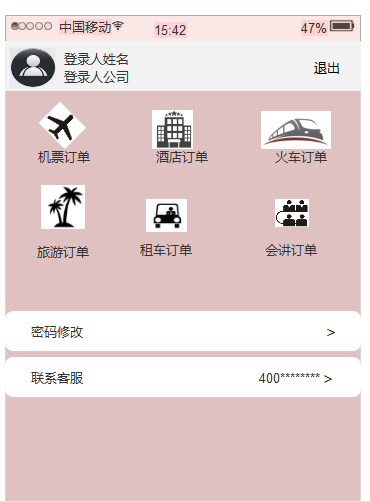 中国移动 15:42 47%
登录人姓名
登录人公司
退出
机票订单 酒店订单 火车订单
旅游订单 租车订单 会讲订单
密码修改 >
联系客服 400******** >